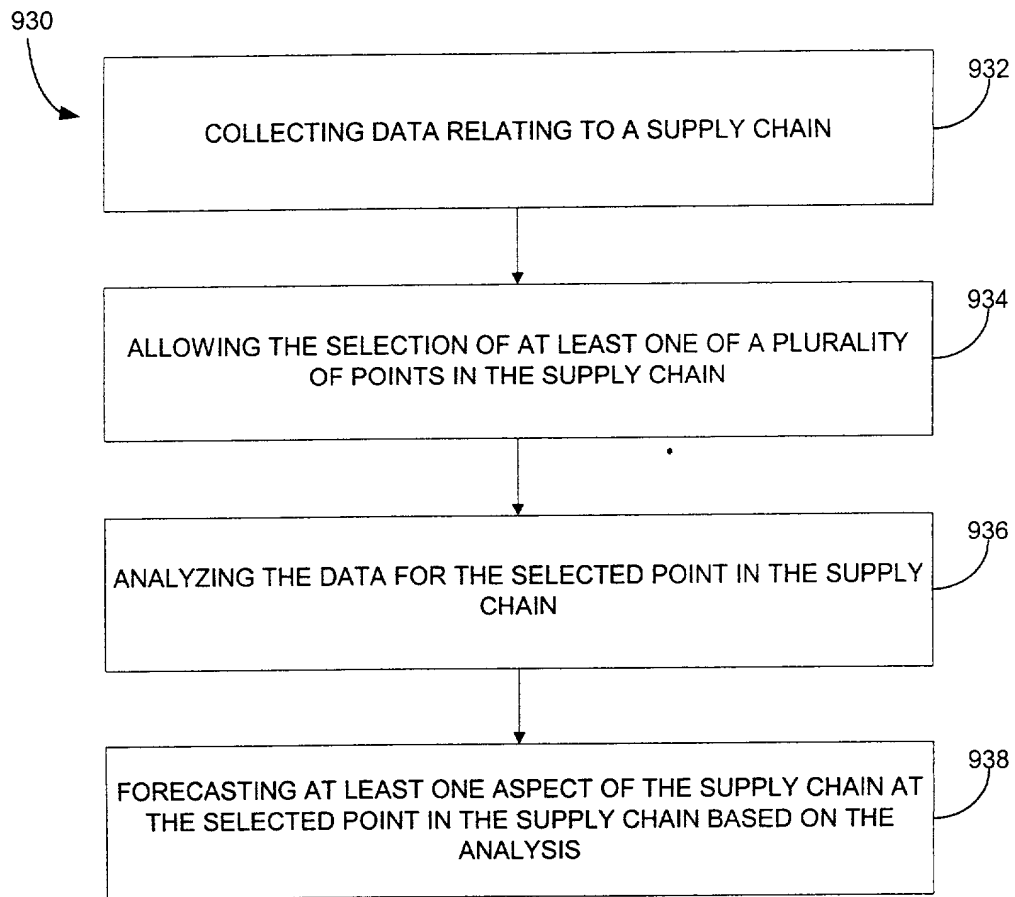 930
932
COLLECTING DATA RELATING TO A SUPPLY CHAIN
934
ALLOWING THE SELECTION OF AT LEAST ONE OF A PLURALITY
OF POINTS IN THE SUPPLY CHAIN
936
ANALYZING THE DATA FOR THE SELECTED POINT IN THE SUPPLY
CHAIN
938
FORECASTING AT LEAST ONE ASPECT OF THE SUPPLY CHAIN AT
THE SELECTED POINT IN THE SUPPLY CHAIN BASED ON THE
ANALYSIS